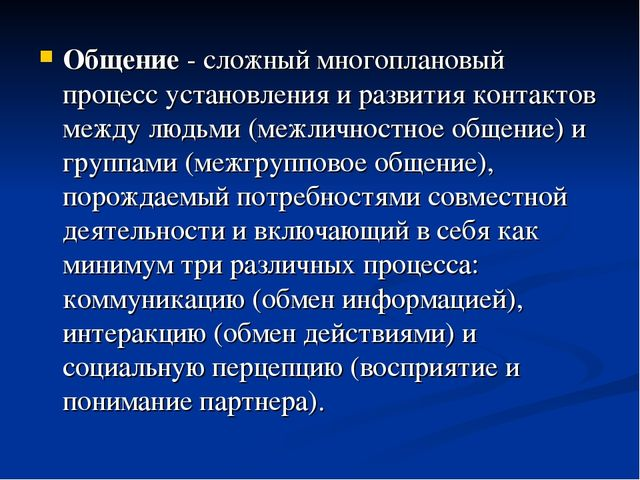 Общение - сложный многоплановый
процесс установления и развития контактов
между людьми (межличностное общение) и
группами (межгрупповое общение),
порождаемый потребностями совместной
деятельности и включающий в себя как
минимум три различных процесса:
коммуникацию (обмен информацией),
интеракцию (обмен действиями) и
социальную перцепцию (восприятие и
понимание партнера).